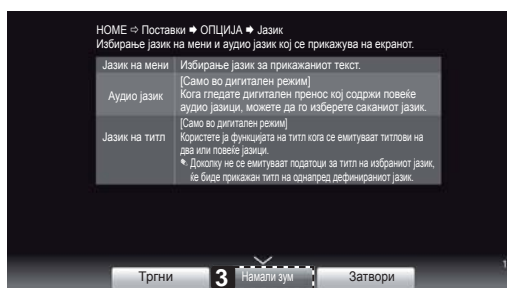 HOME ⇨ Поставки ➡ ОПЦИЈА ➡ Јазик
Избирање јазик на мени и аудио јазик кој се прикажува на екранот.
Јазик на мени
Избирање јазик за прикажаниот текст.
Аудио јазик
[Само во дигитален режим]
Кога гледате дигитален пренос кој содржи повеќе
аудио јазици, можете да го изберете саканиот јазик.
Јазик на титл
[Само во дигитален режим]
Користете ја функцијата на титл кога се емитуваат титлови на
два или повеќе јазици.
Доколку не се емитуваат податоци за титл на избраниот јазик,
ќе биде прикажан титл на однапред дефинираниот јазик.
1
Тргни
3 Намали зум
Затвори